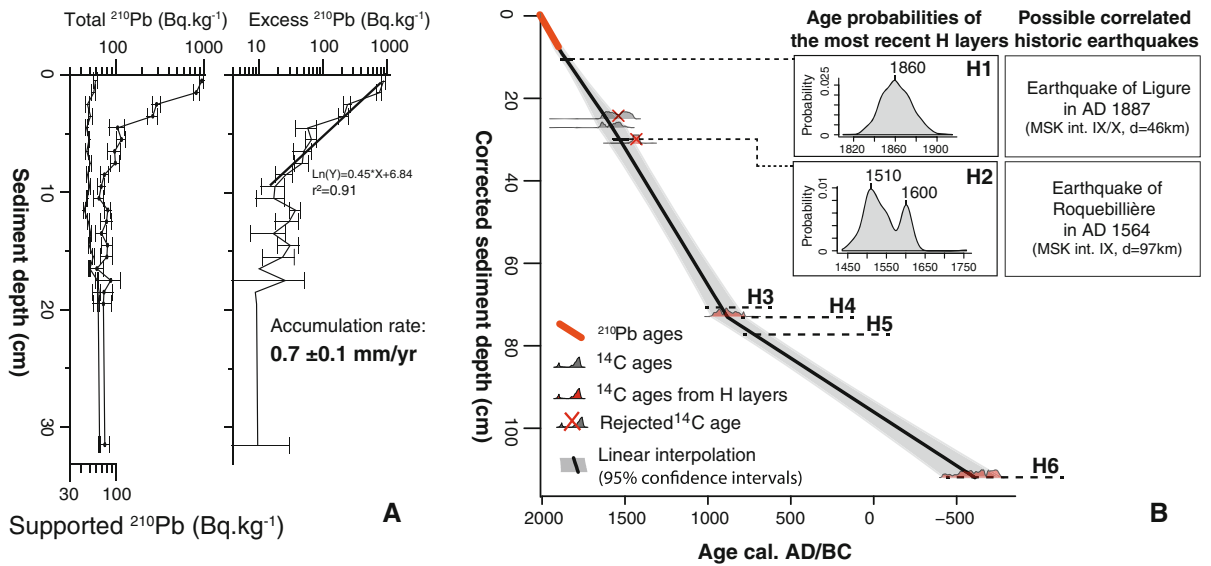 Total ²¹⁰Pb (Bq.kg⁻¹)
100
1000
Excess ²¹⁰Pb (Bq.kg⁻¹)
10
100
1000
Sediment depth (cm)
0
10
20
30
Ln(Y)=0.45*X+6.84
r²=0.91
Accumulation rate:
0.7 ±0.1 mm/yr
30
100
Supported ²¹⁰Pb (Bq.kg⁻¹)
A
Corrected sediment depth (cm)
0
20
40
60
80
100
Age probabilities of
the most recent H layers
Possible correlated
historic earthquakes
H1
Probability
0.025
0
1860
1820
1860
1900
Earthquake of Ligure
in AD 1887
(MSK int. IX/X, d=46km)
H2
Probability
0.01
0
1510
1600
1450
1550
1650
1750
Earthquake of
Roquebillière
in AD 1564
(MSK int. IX, d=97km)
H3
H4
H5
H6
²¹⁰Pb ages
¹⁴C ages
¹⁴C ages from H layers
Rejected¹⁴C age
Linear interpolation
(95% confidence intervals)
2000
1500
1000
500
0
−500
Age cal. AD/BC
B